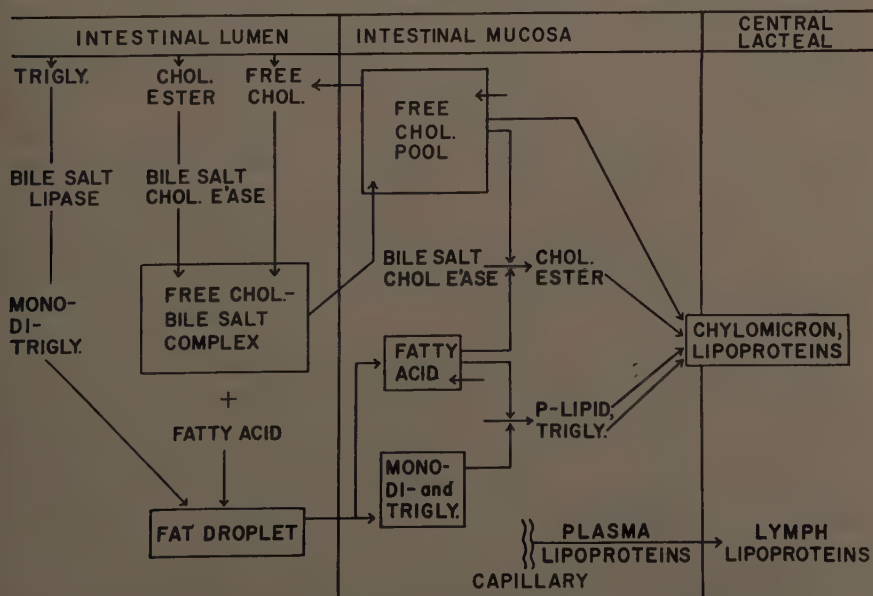 INTESTINAL LUMEN
INTESTINAL MUCOSA
CENTRAL
LACTEAL
TRIGLY.
CHOL.
ESTER
FREE
CHOL.
BILE SALT
LIPASE
BILE SALT
CHOL. E'ASE
MONO-
DI-
TRIGLY.
FREE CHOL.-
BILE SALT
COMPLEX
+
FATTY ACID
FAT DROPLET
FREE
CHOL.
POOL
BILE SALT
CHOL. E'ASE
CHOL.
ESTER
FATTY
ACID
P-LIPID,
TRIGLY.
MONO-
DI- and
TRIGLY.
CAPILLARY
PLASMA
LIPOPROTEINS
CHYLOMICRON,
LIPOPROTEINS
LYMPH
LIPOPROTEINS